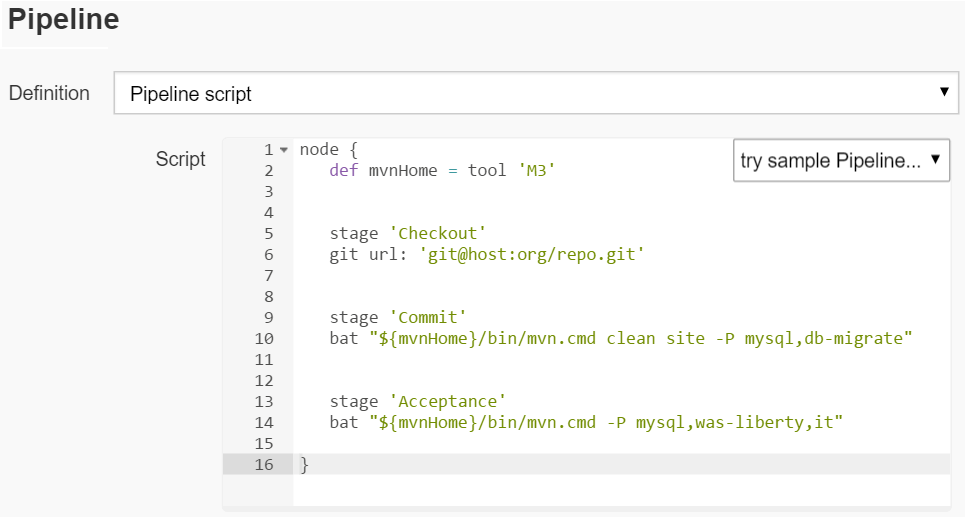 Pipeline
Definition
Pipeline script
Script
try sample Pipeline...
1 node {
2 def mvnHome = tool 'M3'
3
4
5 stage 'Checkout'
6 git url: 'git@host:org/repo.git'
7
8
9 stage 'Commit'
10 bat "${mvnHome}/bin/mvn.cmd clean site -P mysql,db-migrate"
11
12
13 stage 'Acceptance'
14 bat "${mvnHome}/bin/mvn.cmd -P mysql,was-liberty,it"
15
16 }